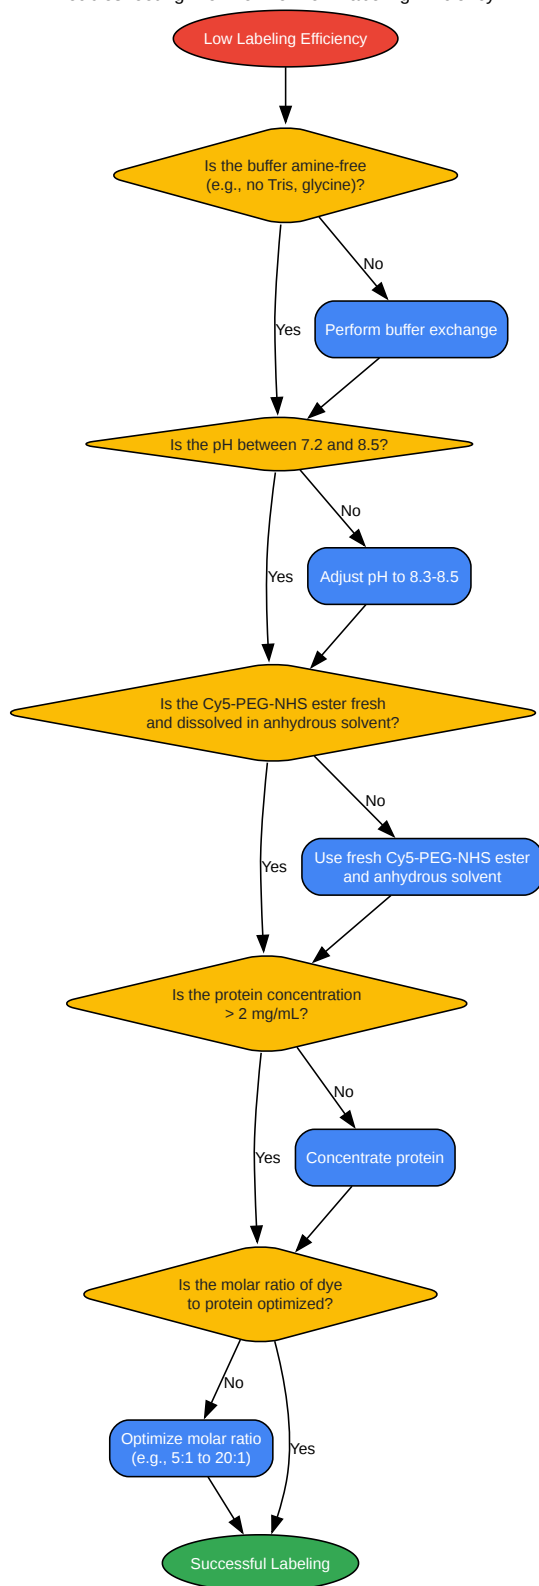 Low Labeling Efficiency
Is the buffer amine-free
(e.g., no Tris, glycine)?
No
Yes
Perform buffer exchange
Is the pH between 7.2 and 8.5?
No
Yes
Adjust pH to 8.3-8.5
Is the Cy5-PEG-NHS ester fresh
and dissolved in anhydrous solvent?
No
Yes
Use fresh Cy5-PEG-NHS ester
and anhydrous solvent
Is the protein concentration
> 2 mg/mL?
No
Yes
Concentrate protein
Is the molar ratio of dye
to protein optimized?
No
Optimize molar ratio
(e.g., 5:1 to 20:1)
Yes
Successful Labeling